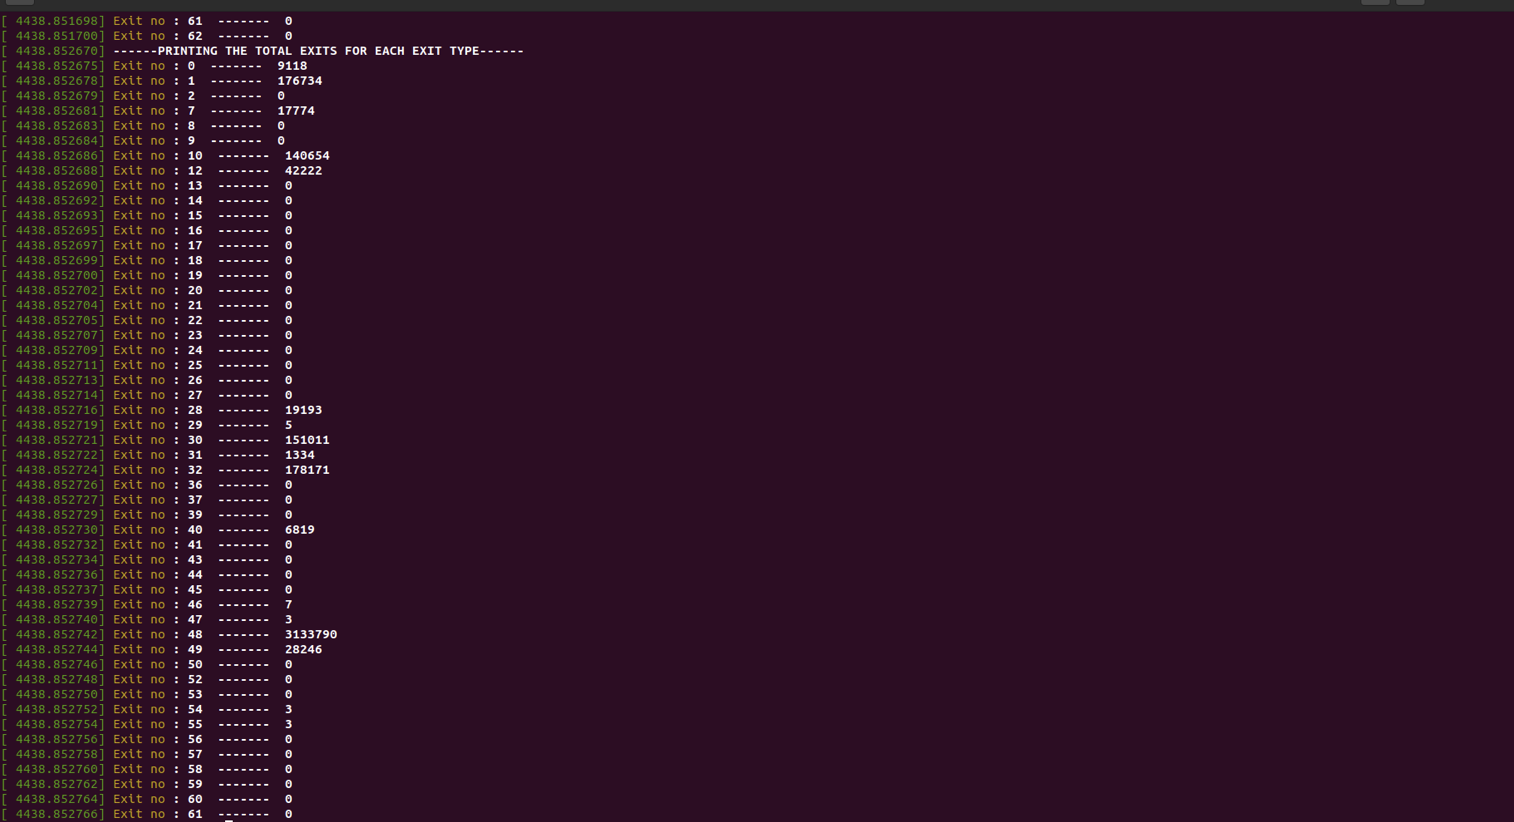 [ 4438.851698] Exit no : 61  -------  0
[ 4438.851700] Exit no : 62  -------  0
[ 4438.852670] ------PRINTING THE TOTAL EXITS FOR EACH EXIT TYPE------
[ 4438.852675] Exit no : 0  -------  9118
[ 4438.852678] Exit no : 1  -------  176734
[ 4438.852679] Exit no : 2  -------  0
[ 4438.852681] Exit no : 7  -------  17774
[ 4438.852683] Exit no : 8  -------  0
[ 4438.852684] Exit no : 9  -------  0
[ 4438.852686] Exit no : 10  -------  140654
[ 4438.852688] Exit no : 12  -------  42222
[ 4438.852690] Exit no : 13  -------  0
[ 4438.852692] Exit no : 14  -------  0
[ 4438.852693] Exit no : 15  -------  0
[ 4438.852695] Exit no : 16  -------  0
[ 4438.852697] Exit no : 17  -------  0
[ 4438.852699] Exit no : 18  -------  0
[ 4438.852700] Exit no : 19  -------  0
[ 4438.852702] Exit no : 20  -------  0
[ 4438.852704] Exit no : 21  -------  0
[ 4438.852705] Exit no : 22  -------  0
[ 4438.852707] Exit no : 23  -------  0
[ 4438.852709] Exit no : 24  -------  0
[ 4438.852711] Exit no : 25  -------  0
[ 4438.852713] Exit no : 26  -------  0
[ 4438.852714] Exit no : 27  -------  0
[ 4438.852716] Exit no : 28  -------  19193
[ 4438.852719] Exit no : 29  -------  5
[ 4438.852721] Exit no : 30  -------  151011
[ 4438.852722] Exit no : 31  -------  1334
[ 4438.852724] Exit no : 32  -------  178171
[ 4438.852726] Exit no : 36  -------  0
[ 4438.852727] Exit no : 37  -------  0
[ 4438.852729] Exit no : 39  -------  0
[ 4438.852730] Exit no : 40  -------  6819
[ 4438.852732] Exit no : 41  -------  0
[ 4438.852734] Exit no : 43  -------  0
[ 4438.852736] Exit no : 44  -------  0
[ 4438.852737] Exit no : 45  -------  0
[ 4438.852739] Exit no : 46  -------  7
[ 4438.852740] Exit no : 47  -------  3
[ 4438.852742] Exit no : 48  -------  3133790
[ 4438.852744] Exit no : 49  -------  28246
[ 4438.852746] Exit no : 50  -------  0
[ 4438.852748] Exit no : 52  -------  0
[ 4438.852750] Exit no : 53  -------  0
[ 4438.852752] Exit no : 54  -------  3
[ 4438.852754] Exit no : 55  -------  3
[ 4438.852756] Exit no : 56  -------  0
[ 4438.852758] Exit no : 57  -------  0
[ 4438.852760] Exit no : 58  -------  0
[ 4438.852762] Exit no : 59  -------  0
[ 4438.852764] Exit no : 60  -------  0
[ 4438.852766] Exit no : 61  -------  0